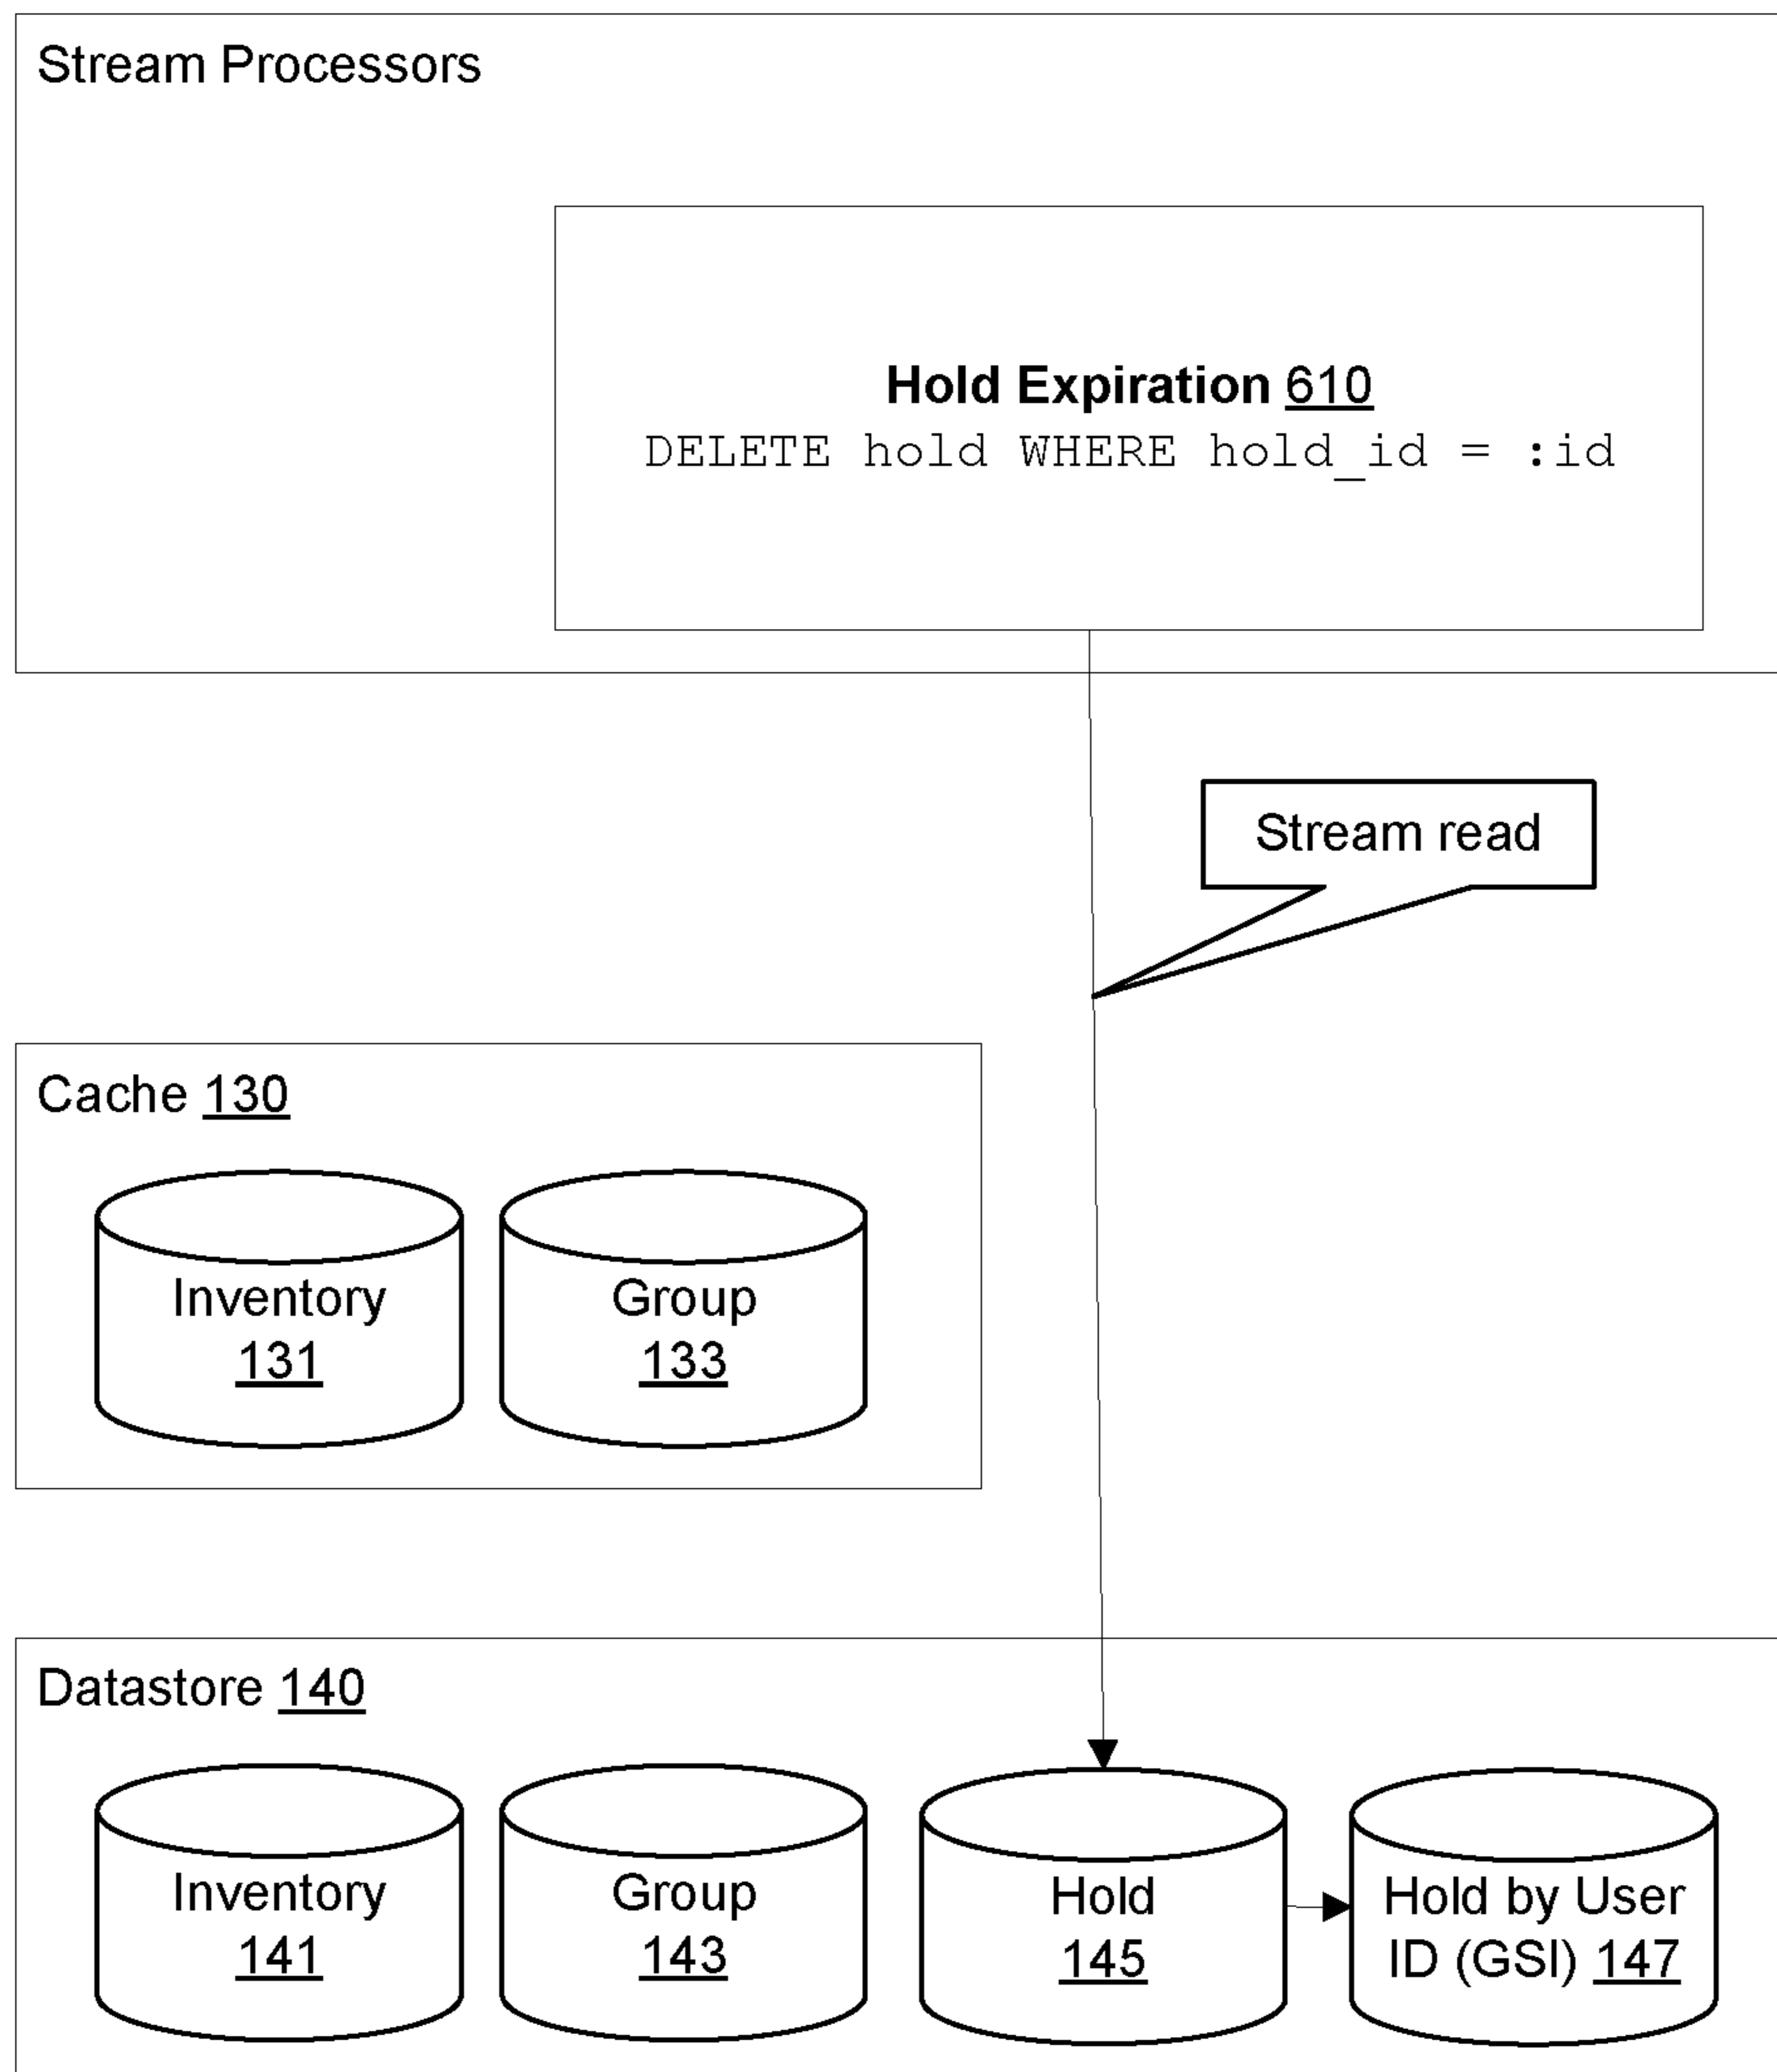 Stream Processors
Hold Expiration 610
DELETE hold WHERE hold_id = :id
Stream read
Cache 130
Inventory
131
Group
133
Datastore 140
Inventory
141
Group
143
Hold
145
Hold by User
ID (GSI) 147